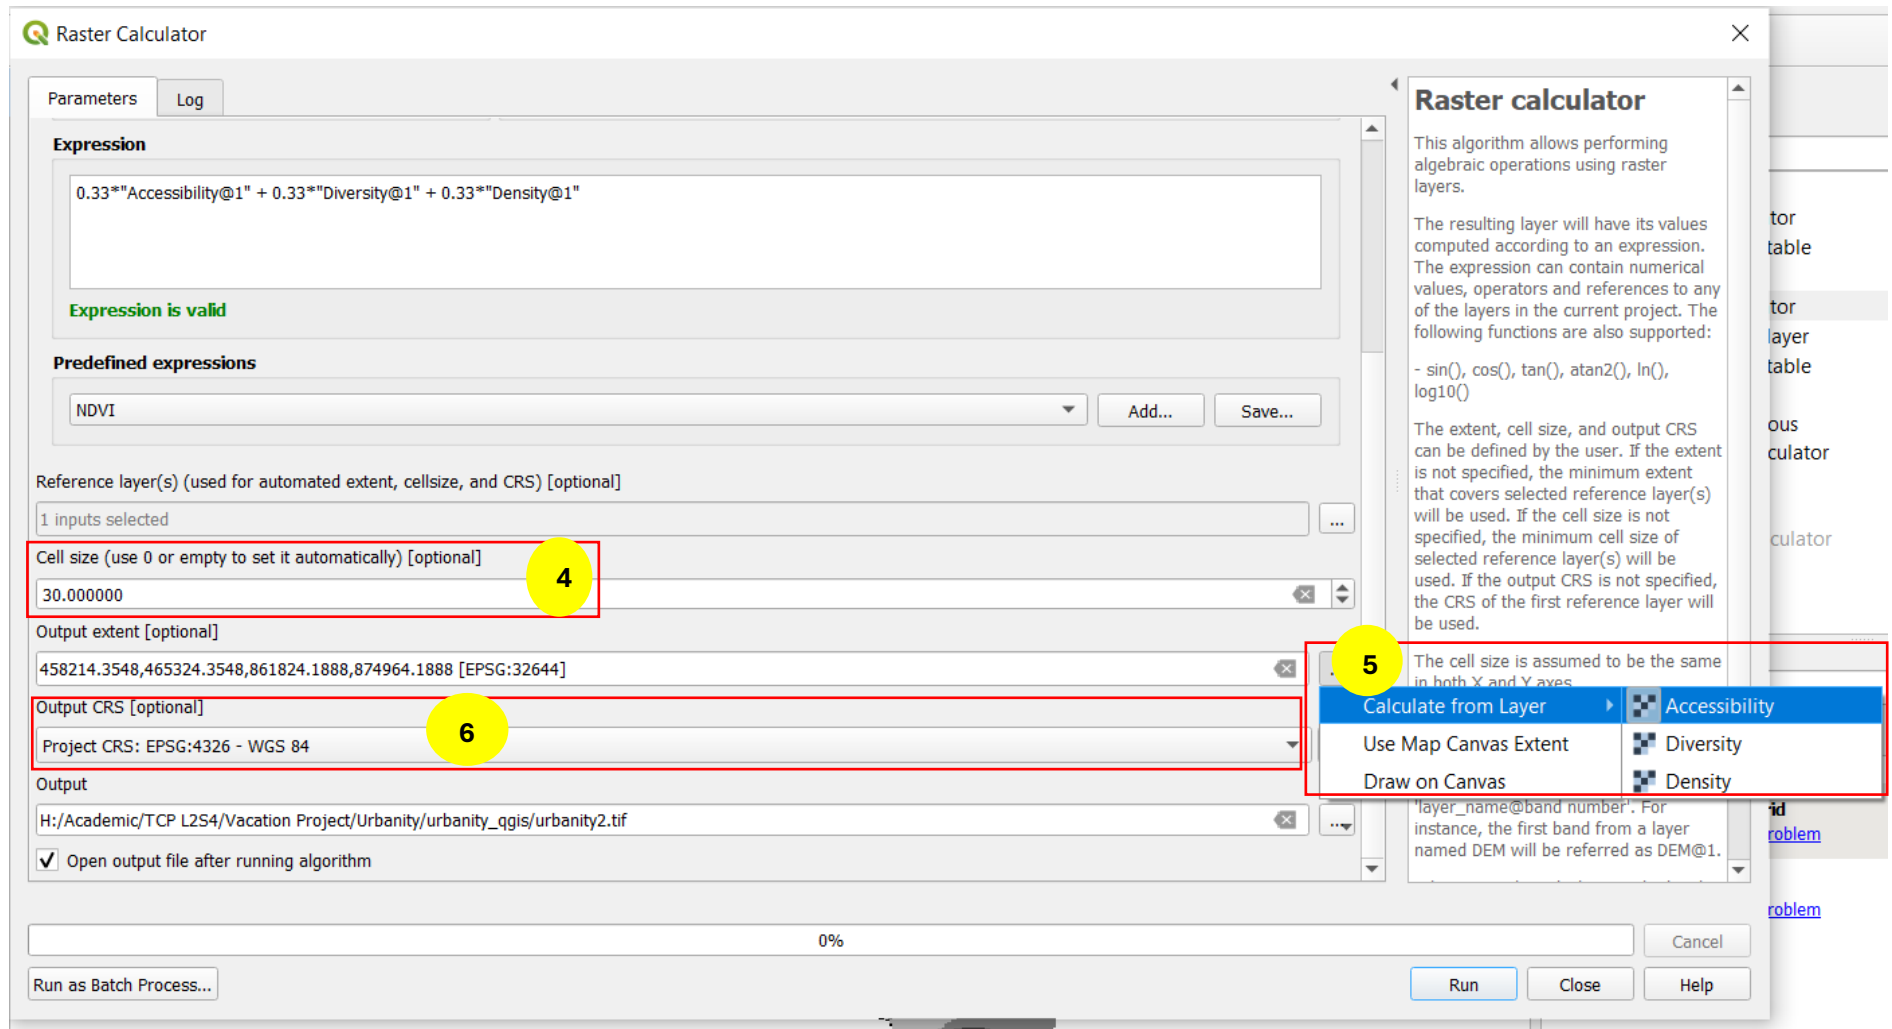 Raster Calculator
Parameters
Log
Expression
0.33*"Accessibility@1" + 0.33*"Diversity@1" + 0.33*"Density@1"
Expression is valid
Predefined expressions
NDVI
Add...
Save...
Reference layer(s) (used for automated extent, cellsize, and CRS) [optional]
1 inputs selected
...
Cell size (use 0 or empty to set it automatically) [optional]
4
30.000000
Output extent [optional]
458214.3548,465324.3548,861824.1888,874964.1888 [EPSG:32644]
5
Output CRS [optional]
6
Project CRS: EPSG:4326 - WGS 84
Calculate from Layer
Use Map Canvas Extent
Draw on Canvas
Accessibility
Diversity
Density
Output
H:/Academic/TCP L2S4/Vacation Project/Urbanity/urbanity_qgis/urbanity2.tif
...
Open output file after running algorithm
0%
Cancel
Run as Batch Process...
Run
Close
Help
Raster calculator
This algorithm allows performing
algebraic operations using raster
layers.
The resulting layer will have its values
computed according to an expression.
The expression can contain numerical
values, operators and references to any
of the layers in the current project. The
following functions are also supported:
- sin(), cos(), tan(), atan2(), ln(),
log10()
The extent, cell size, and output CRS
can be defined by the user. If the extent
is not specified, the minimum extent
that covers selected reference layer(s)
will be used. If the cell size is not
specified, the minimum cell size of
selected reference layer(s) will be
used. If the output CRS is not specified,
the CRS of the first reference layer will
be used.
The cell size is assumed to be the same
in both X and Y axes.
'layer_name@band number'. For
instance, the first band from a layer
named DEM will be referred as DEM@1.
tor
table
tor
layer
table
ous
culator
culator
rid
roblem
roblem